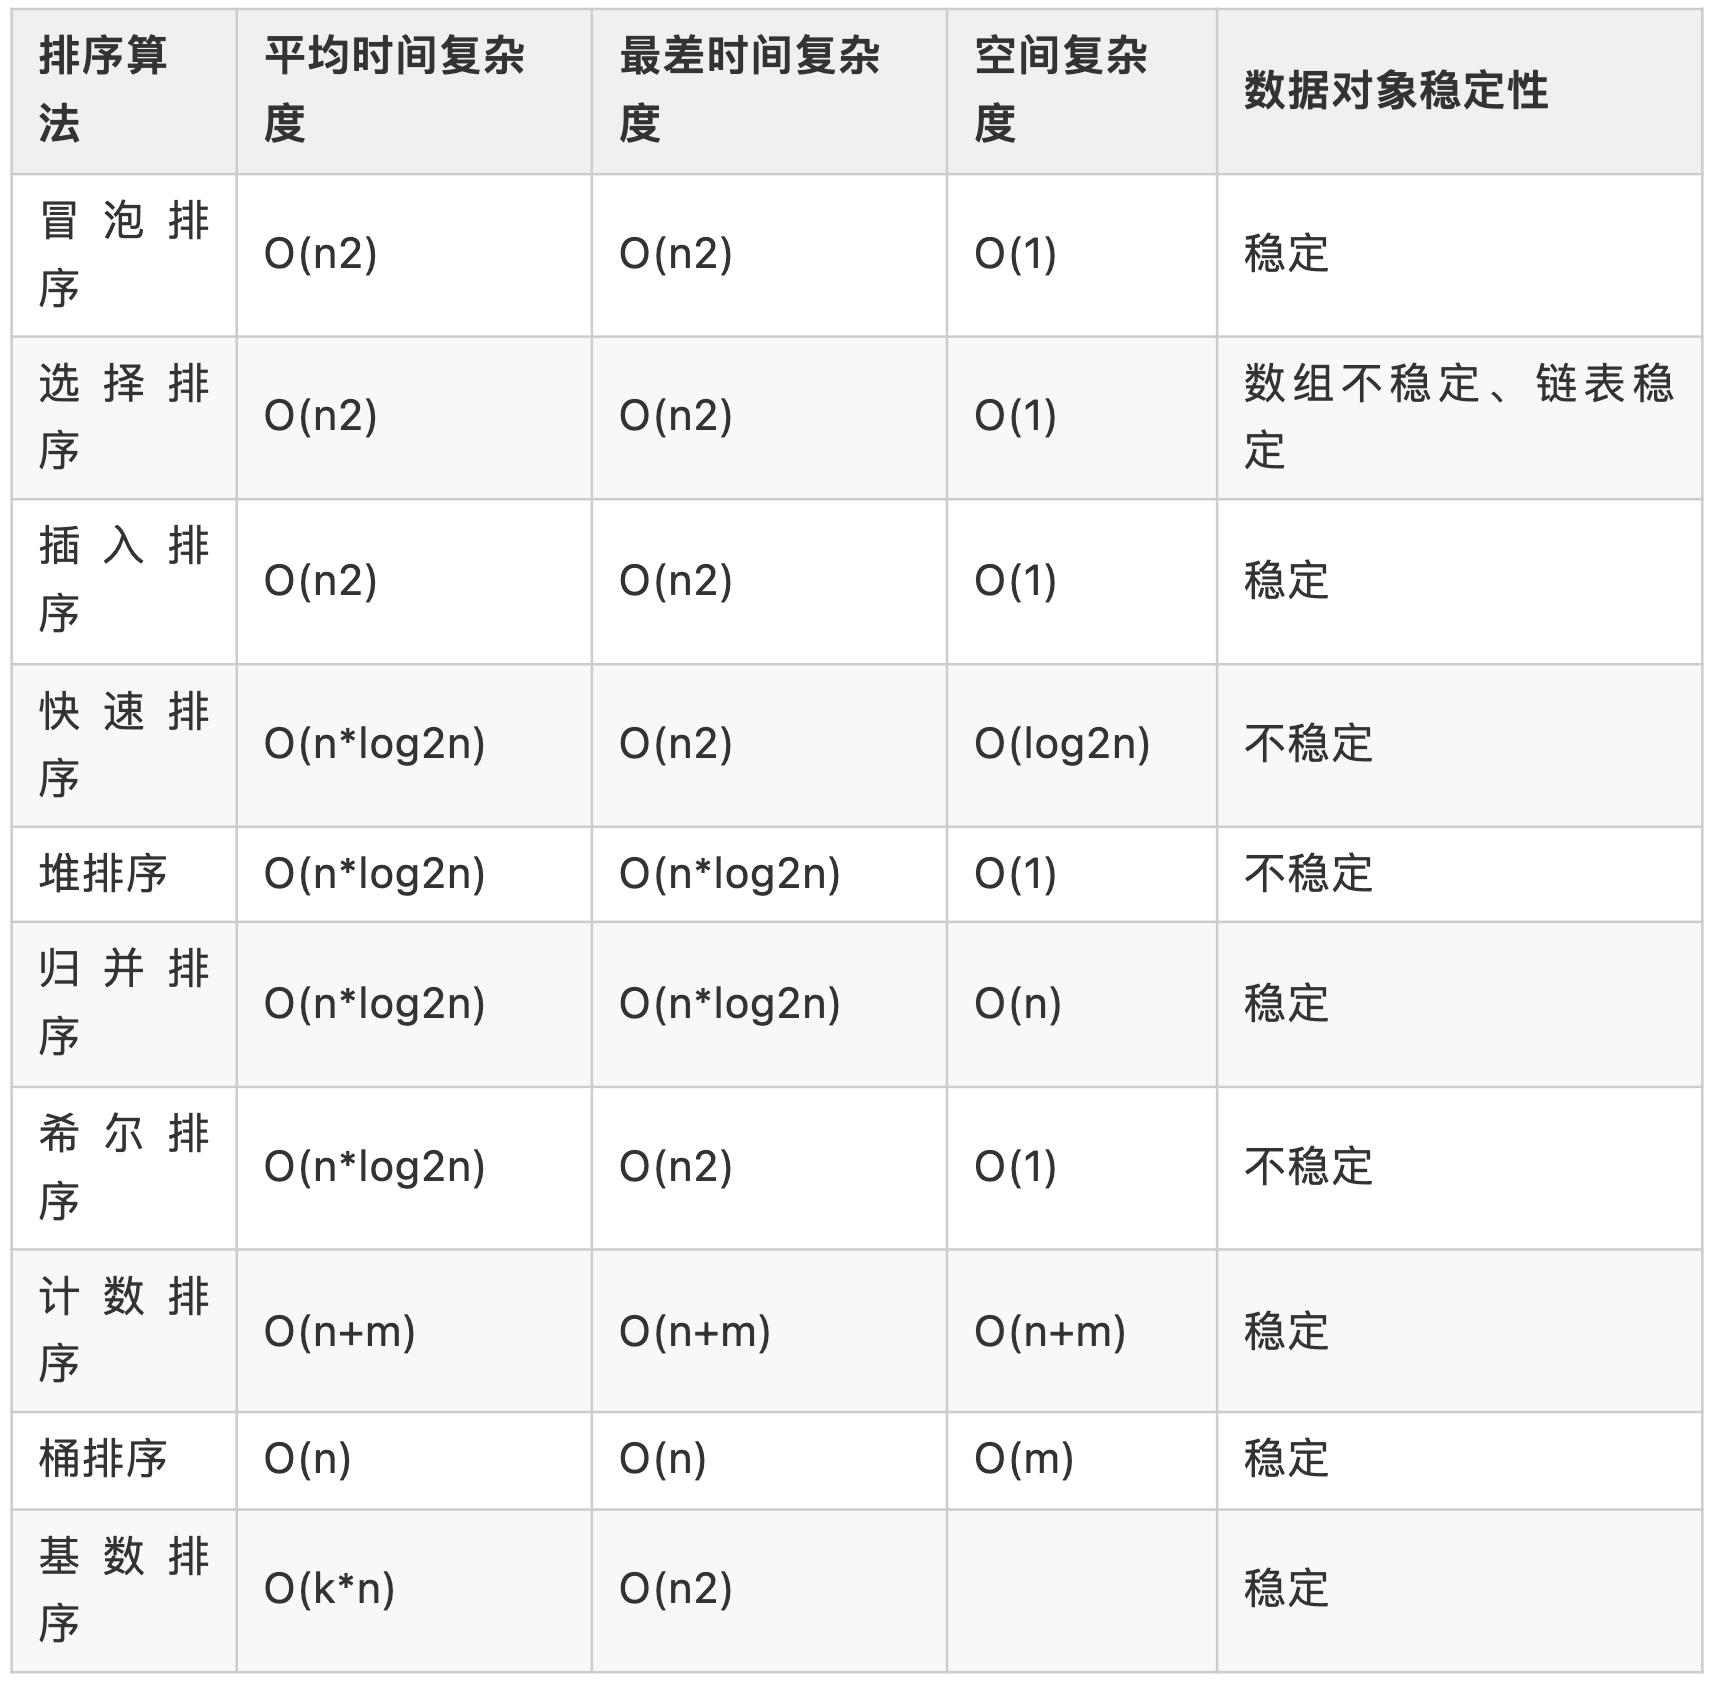 排序算法
平均时间复杂度
最差时间复杂度
空间复杂度
数据对象稳定性
冒泡排序
O(n2)
O(n2)
O(1)
稳定
选择排序
O(n2)
O(n2)
O(1)
数组不稳定、链表稳定
插入排序
O(n2)
O(n2)
O(1)
稳定
快速排序
O(n*log2n)
O(n2)
O(log2n)
不稳定
堆排序
O(n*log2n)
O(n*log2n)
O(1)
不稳定
归并排序
O(n*log2n)
O(n*log2n)
O(n)
稳定
希尔排序
O(n*log2n)
O(n2)
O(1)
不稳定
计数排序
O(n+m)
O(n+m)
O(n+m)
稳定
桶排序
O(n)
O(n)
O(m)
稳定
基数排序
O(k*n)
O(n2)
稳定